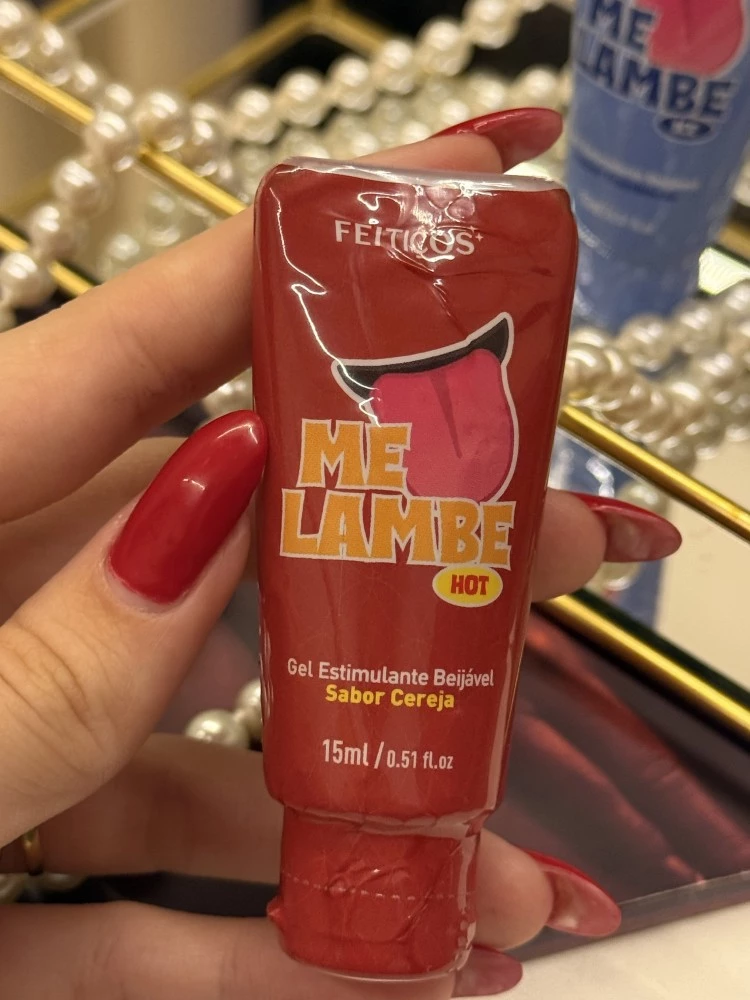 FEITIÇOS
ME
LAMBE
HOT
Gel Estimulante Beijável
Sabor Cereja
15ml / 0.51 fl.oz
ME
LAMBE